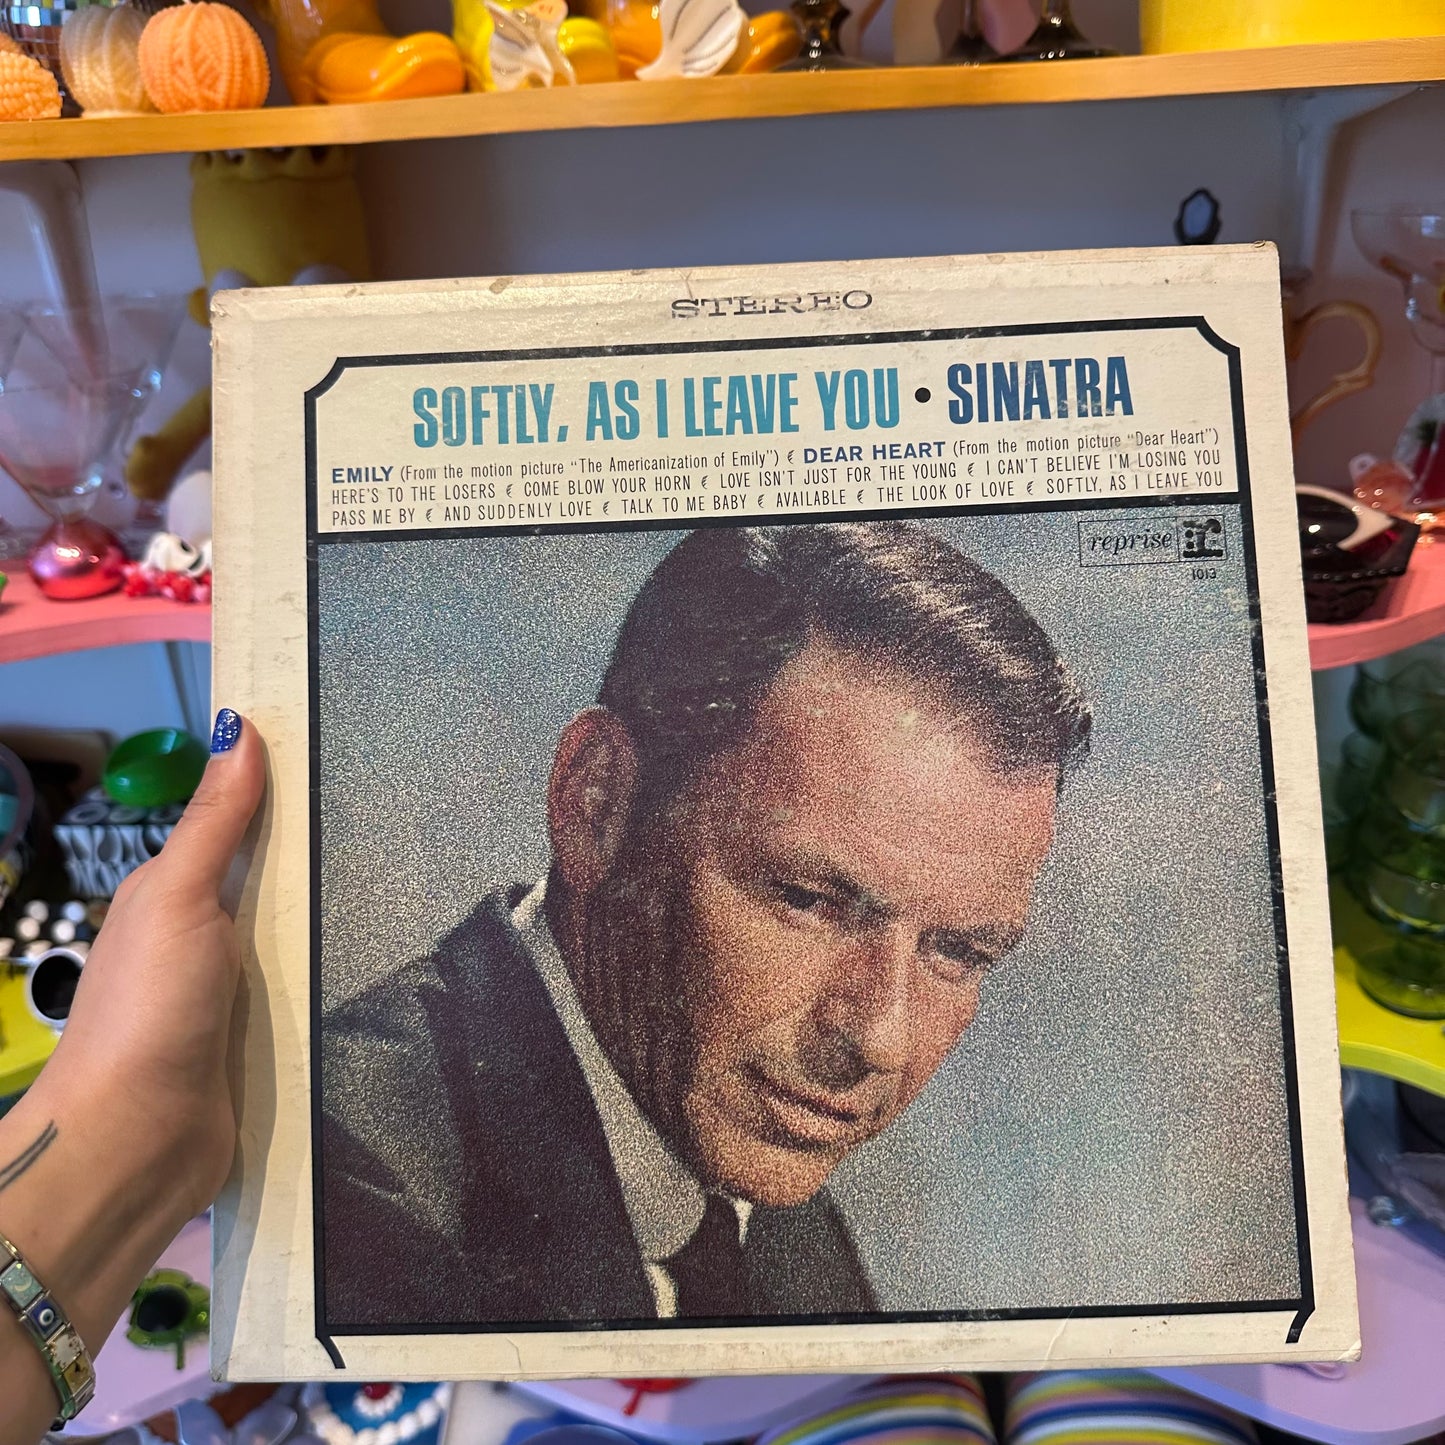 STEREO
SOFTLY, AS I LEAVE YOU • SINATRA
EMILY (From the motion picture "The Americanization of Emily") € DEAR HEART (From the motion picture "Dear Heart")
HERE'S TO THE LOSERS € COME BLOW YOUR HORN € LOVE ISN'T JUST FOR THE YOUNG € I CAN'T BELIEVE I'M LOSING YOU
PASS ME BY € AND SUDDENLY LOVE € TALK TO ME BABY € AVAILABLE € THE LOOK OF LOVE € SOFTLY, AS I LEAVE YOU
reprise r:
1013